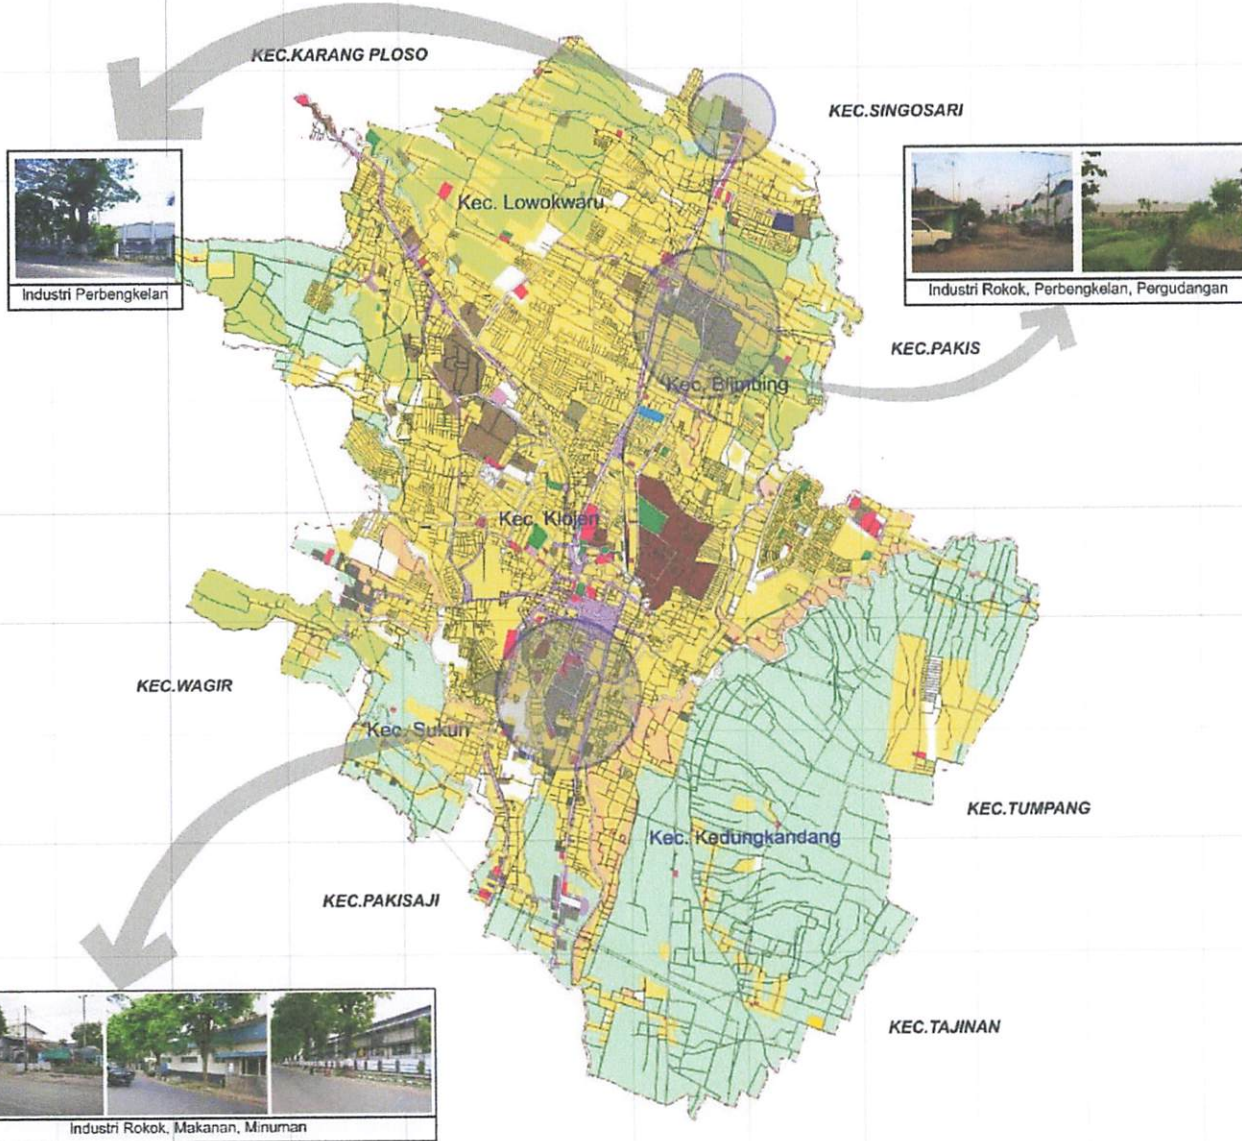 KEC.KARANG PLOSO
KEC.SINGOSARI
Industri Perbengkelan
Kec. Lowokwaru
Industri Rokok, Perbengkelan, Pergudangan
KEC.PAKIS
Kec. Blimbing
Kec. Klojen
KEC.WAGIR
Kec. Sukun
KEC.TUMPANG
Kec. Kedungkandang
KEC.PAKISAJI
KEC.TAJINAN
Industri Rokok, Makanan, Minuman